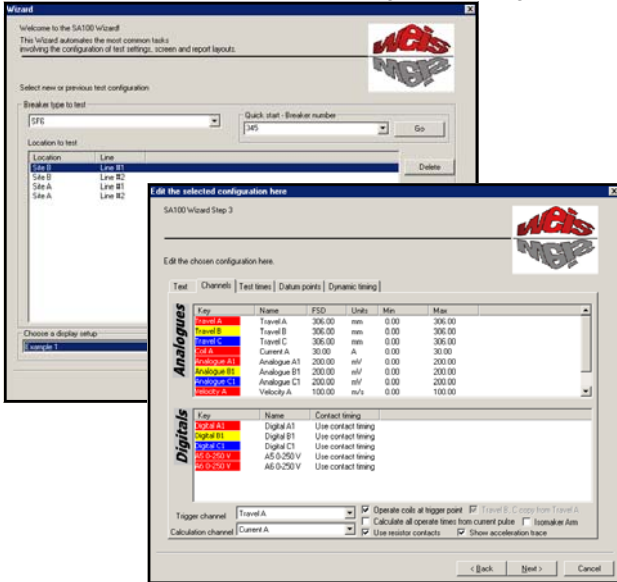 Wizard
Welcome to the SA100 Wizard!
This Wizard automates the most common tasks
involving the configuration of test settings, screen and report layouts.
weis
Select new or previous test configuration
Breaker type to test
SF6
Quick start - Breaker number
345
Go
Location to test
Location Line
Site B Line #1
Site B Line #2
Site A Line #1
Site A Line #2
Delete
Choose a display setup
Example 1
Edit the selected configuration here
SA100 Wizard Step 3
weis
Edit the chosen configuration here.
Text Channels Test times Datum points Dynamic timing
Analogues
Key Name FSD Units Min Max
Travel A Travel A 306.00 mm 0.00 306.00
Travel B Travel B 306.00 mm 0.00 306.00
Travel C Travel C 306.00 mm 0.00 306.00
Coil A Current A 30.00 A 0.00 30.00
Analogue A1 Analogue A1 200.00 mV 0.00 200.00
Analogue B1 Analogue B1 200.00 mV 0.00 200.00
Analogue C1 Analogue C1 200.00 mV 0.00 200.00
Velocity A Velocity A 100.00 m/s 0.00 100.00
Digitals
Key Name Contact timing
Digital A1 Digital A1 Use contact timing
Digital B1 Digital B1 Use contact timing
Digital C1 Digital C1 Use contact timing
A5 0-250 V A5 0-250 V Use contact timing
A6 0-250 V A6 0-250 V Use contact timing
Trigger channel Travel A
Operate coils at trigger point Travel B, C copy from Travel A
Calculate all operate times from current pulse Isomaker Arm
Calculation channel Current A
Use resistor contacts Show acceleration trace
< Back Next > Cancel